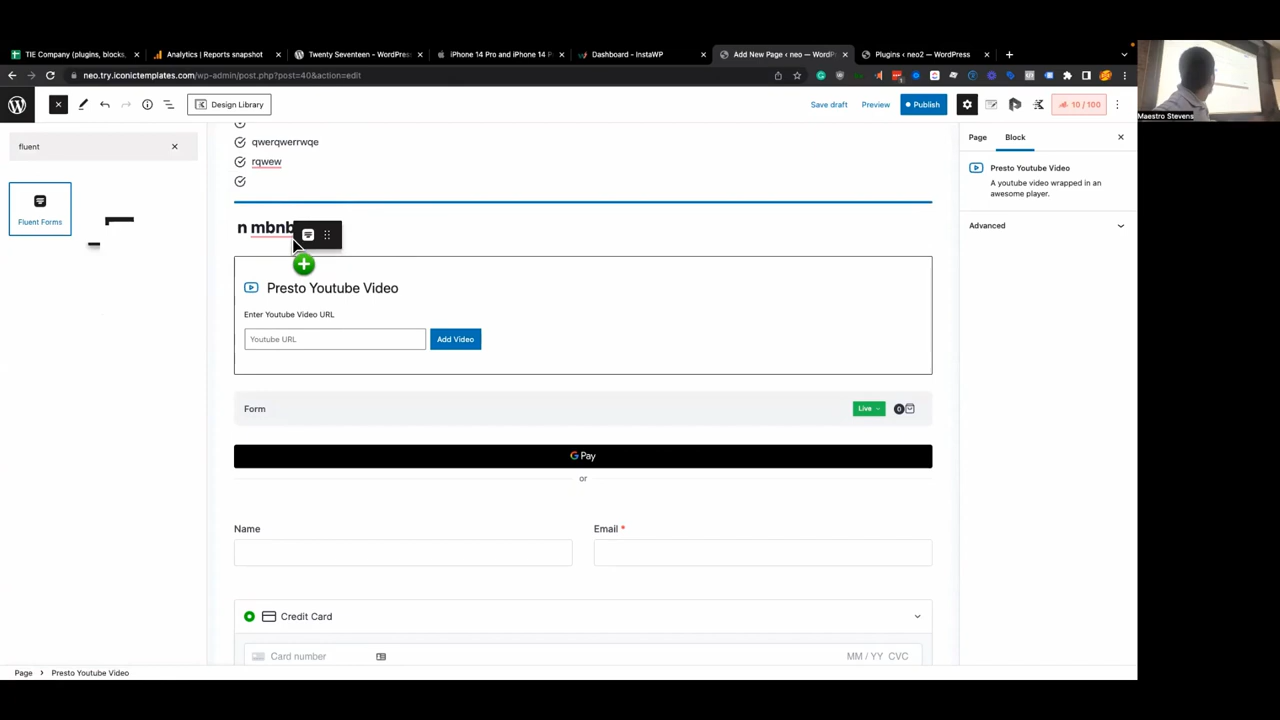 TIE Company (plugins, blocks,
Analytics | Reports snapshot
Twenty Seventeen – WordPress
iPhone 14 Pro and iPhone 14 P
Dashboard - InstaWP
Add New Page ‹ neo — WordP
Plugins ‹ neo2 — WordPress
neo.try.iconictemplates.com/wp-admin/post.php?post=40&action=edit
Design Library
Save draft
Preview
Publish
10 / 100
Maestro Stevens
fluent
Fluent Forms
qwerqwerrwqe
rqwew
n mbnb
Presto Youtube Video
Enter Youtube Video URL
Youtube URL
Add Video
Form
Live
0
G Pay
or
Name
Email *
Credit Card
Card number
MM / YY CVC
Page
Block
Presto Youtube Video
A youtube video wrapped in an
awesome player.
Advanced
Page › Presto Youtube Video